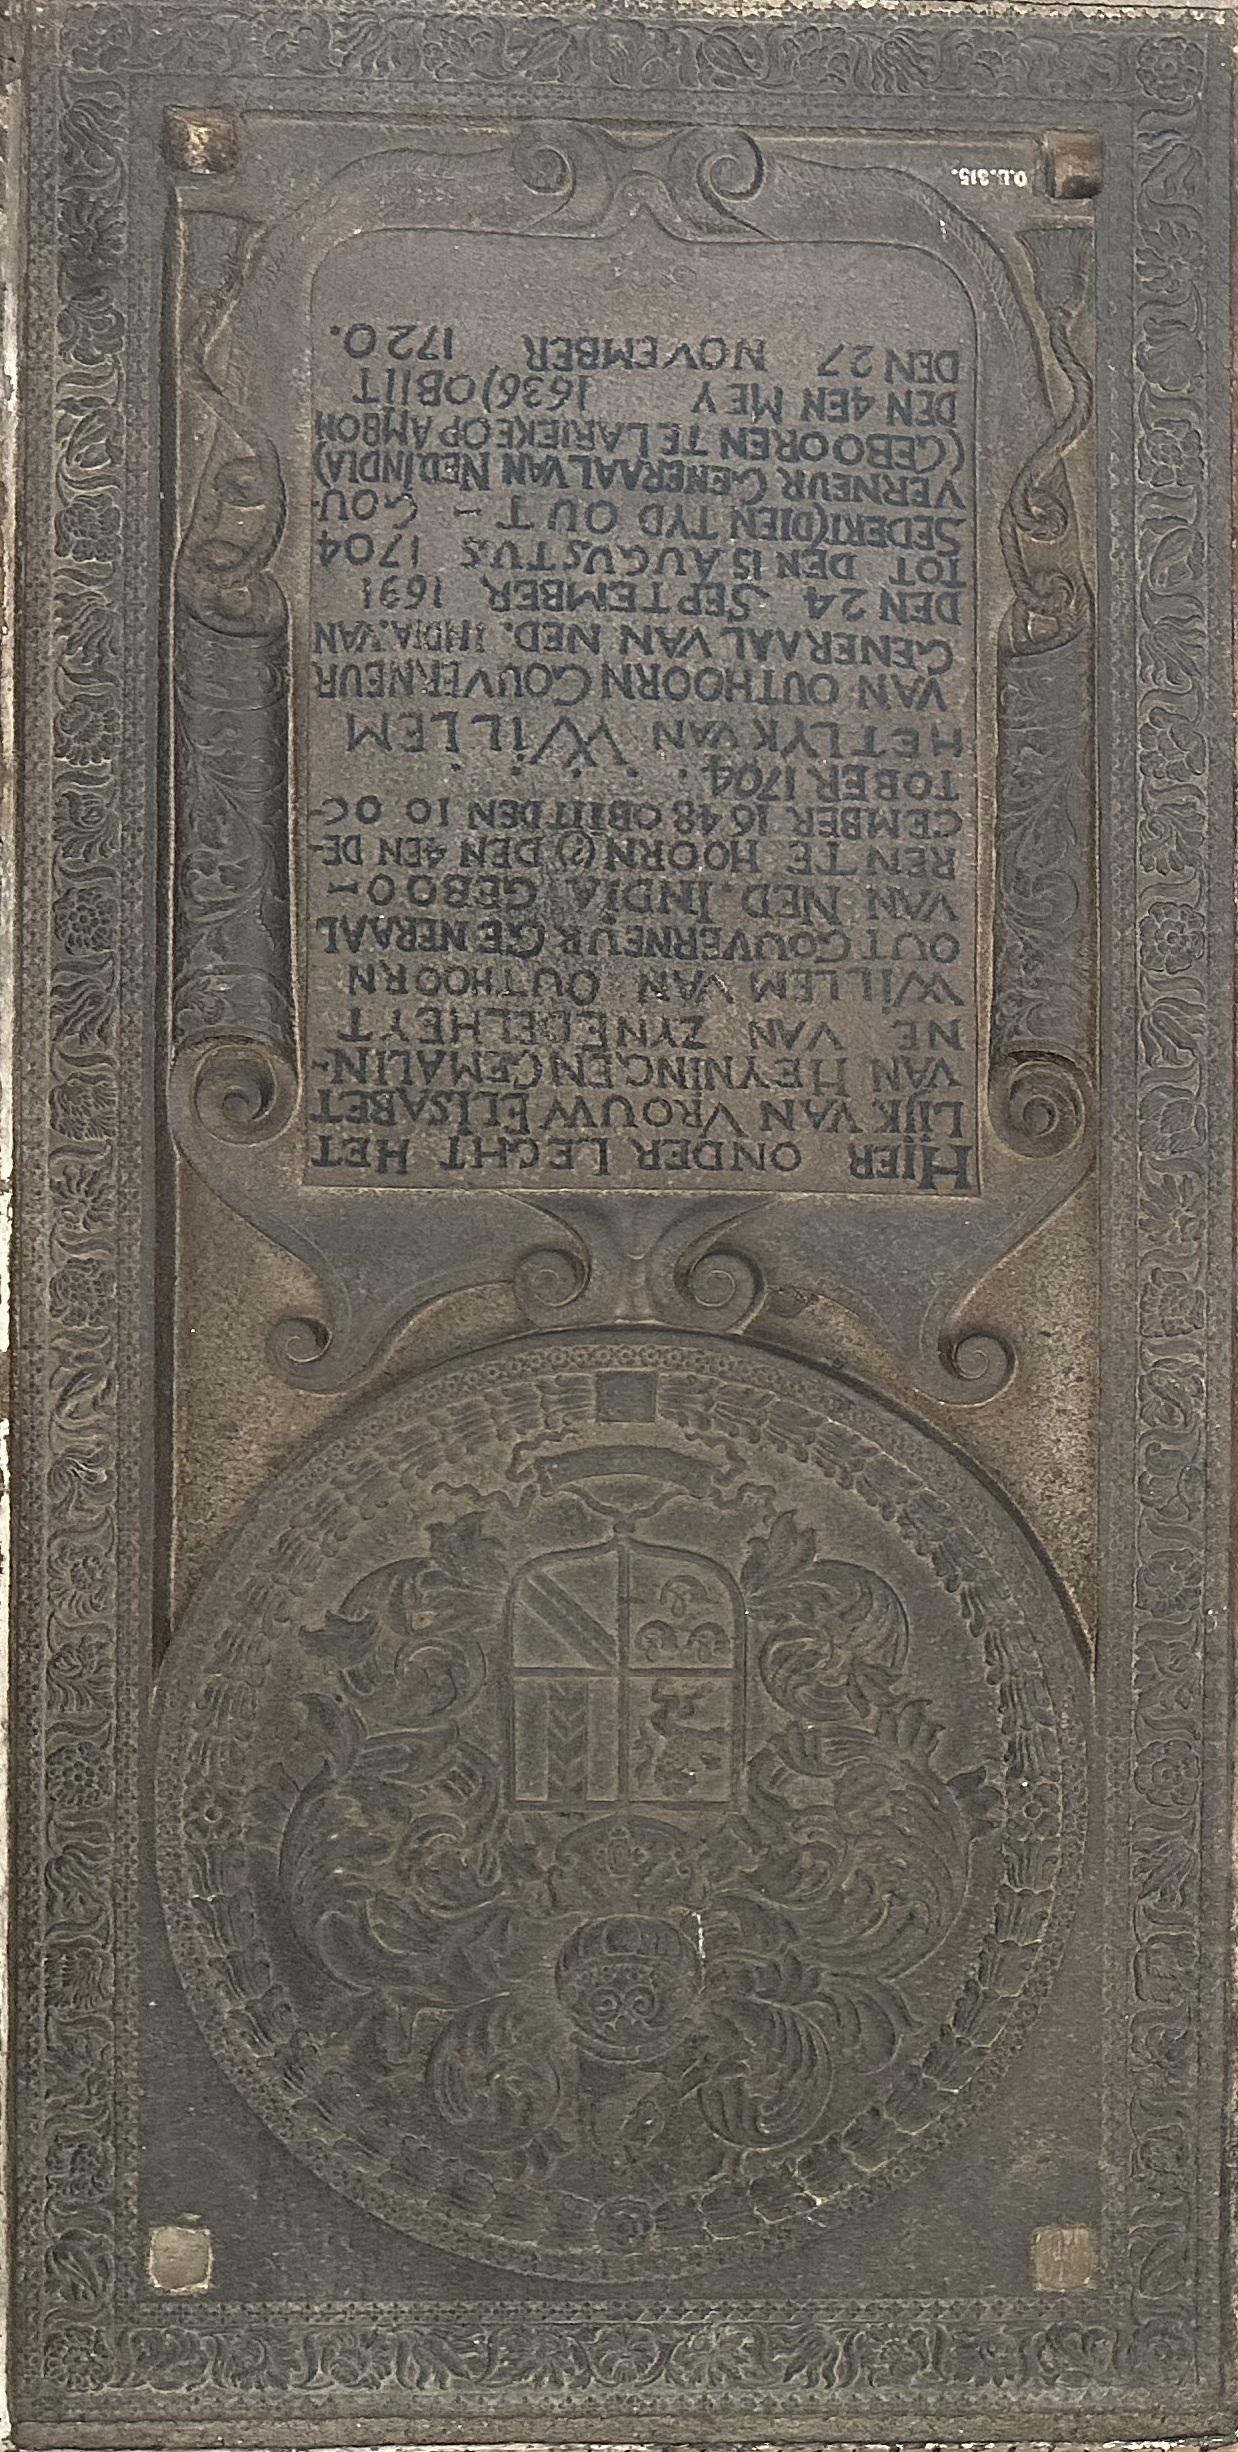 HIER ONDER LEGHT HET
LIJK VAN VROUW ELISABET
VAN HEYNINGEN GEMALIN-
NE VAN ZYN EDELHEYT
WILLEM VAN OUTHOORN
OUT GOUVERNEUR GENERAAL
VAN NED. INDIA GEBOO-
REN TE HOORN (?) DEN 4EN DE-
CEMBER 1648 OBIIT DEN 10 OC-
TOBER 1704.
HET LYK VAN WILLEM
VAN OUTHOORN GOUVERNEUR
GENERAAL VAN NED. INDIA. VAN
DEN 24 SEPTEMBER 1691
TOT DEN 15 AUGUSTUS 1704
SEDERT (DIEN TYD OUT - GOU-
VERNEUR GENERAAL VAN NED. INDIA)
(GEBOOREN TE LARIEKE OP AMBON
DEN 4EN MEY 1636) OBIIT
DEN 27 NOVEMBER 1720.
O.B.315.